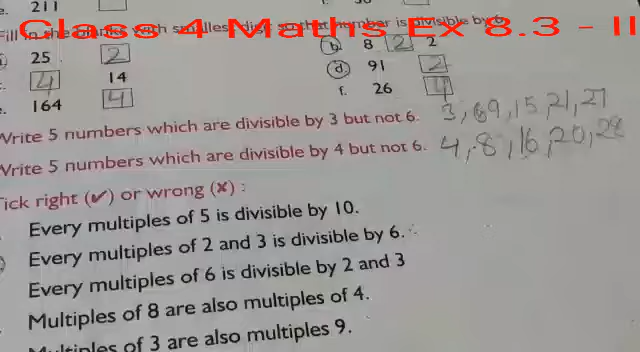 e. 211
Class 4 Maths Ex 8.3 - II
Fill in the blanks with smallest digit so that number is divisible by 6.
25 2 (b) 8 2 2
4 14 (d) 91 2
e. 164 4 f. 26 4
Write 5 numbers which are divisible by 3 but not 6. 3, 69, 15, 21, 27
Write 5 numbers which are divisible by 4 but not 6. 4, 8, 16, 20, 28
Tick right (✔) or wrong (✘) :
Every multiples of 5 is divisible by 10.
Every multiples of 2 and 3 is divisible by 6.
Every multiples of 6 is divisible by 2 and 3
Multiples of 8 are also multiples of 4.
Multiples of 3 are also multiples 9.